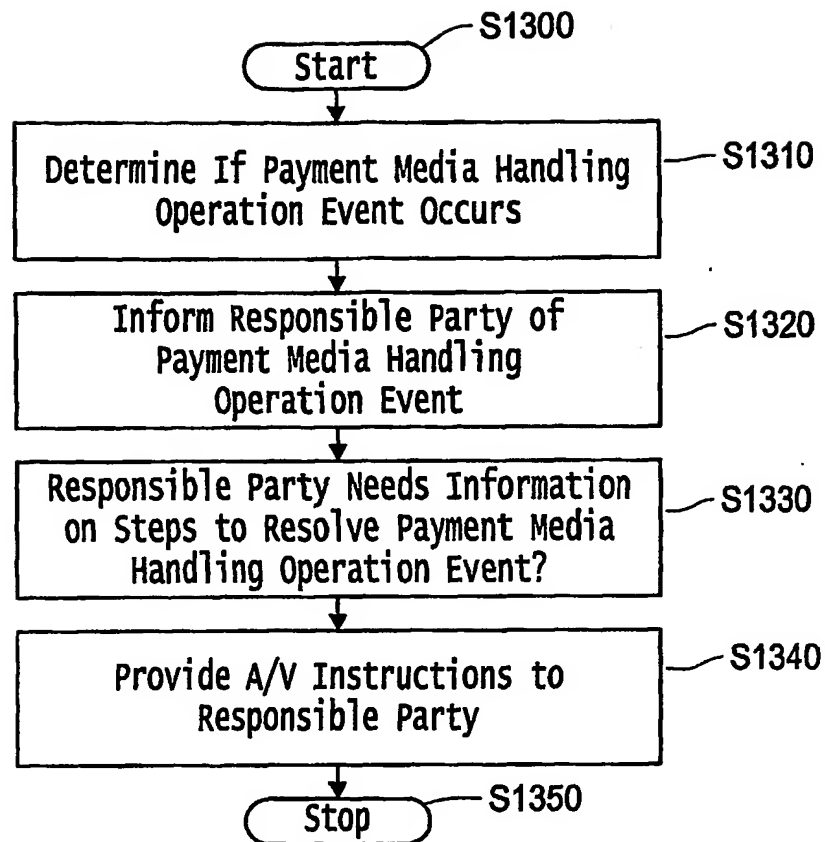 S1300
Start
Determine If Payment Media Handling
Operation Event Occurs
S1310
Inform Responsible Party of
Payment Media Handling
Operation Event
S1320
Responsible Party Needs Information
on Steps to Resolve Payment Media
Handling Operation Event?
S1330
Provide A/V Instructions to
Responsible Party
S1340
Stop
S1350